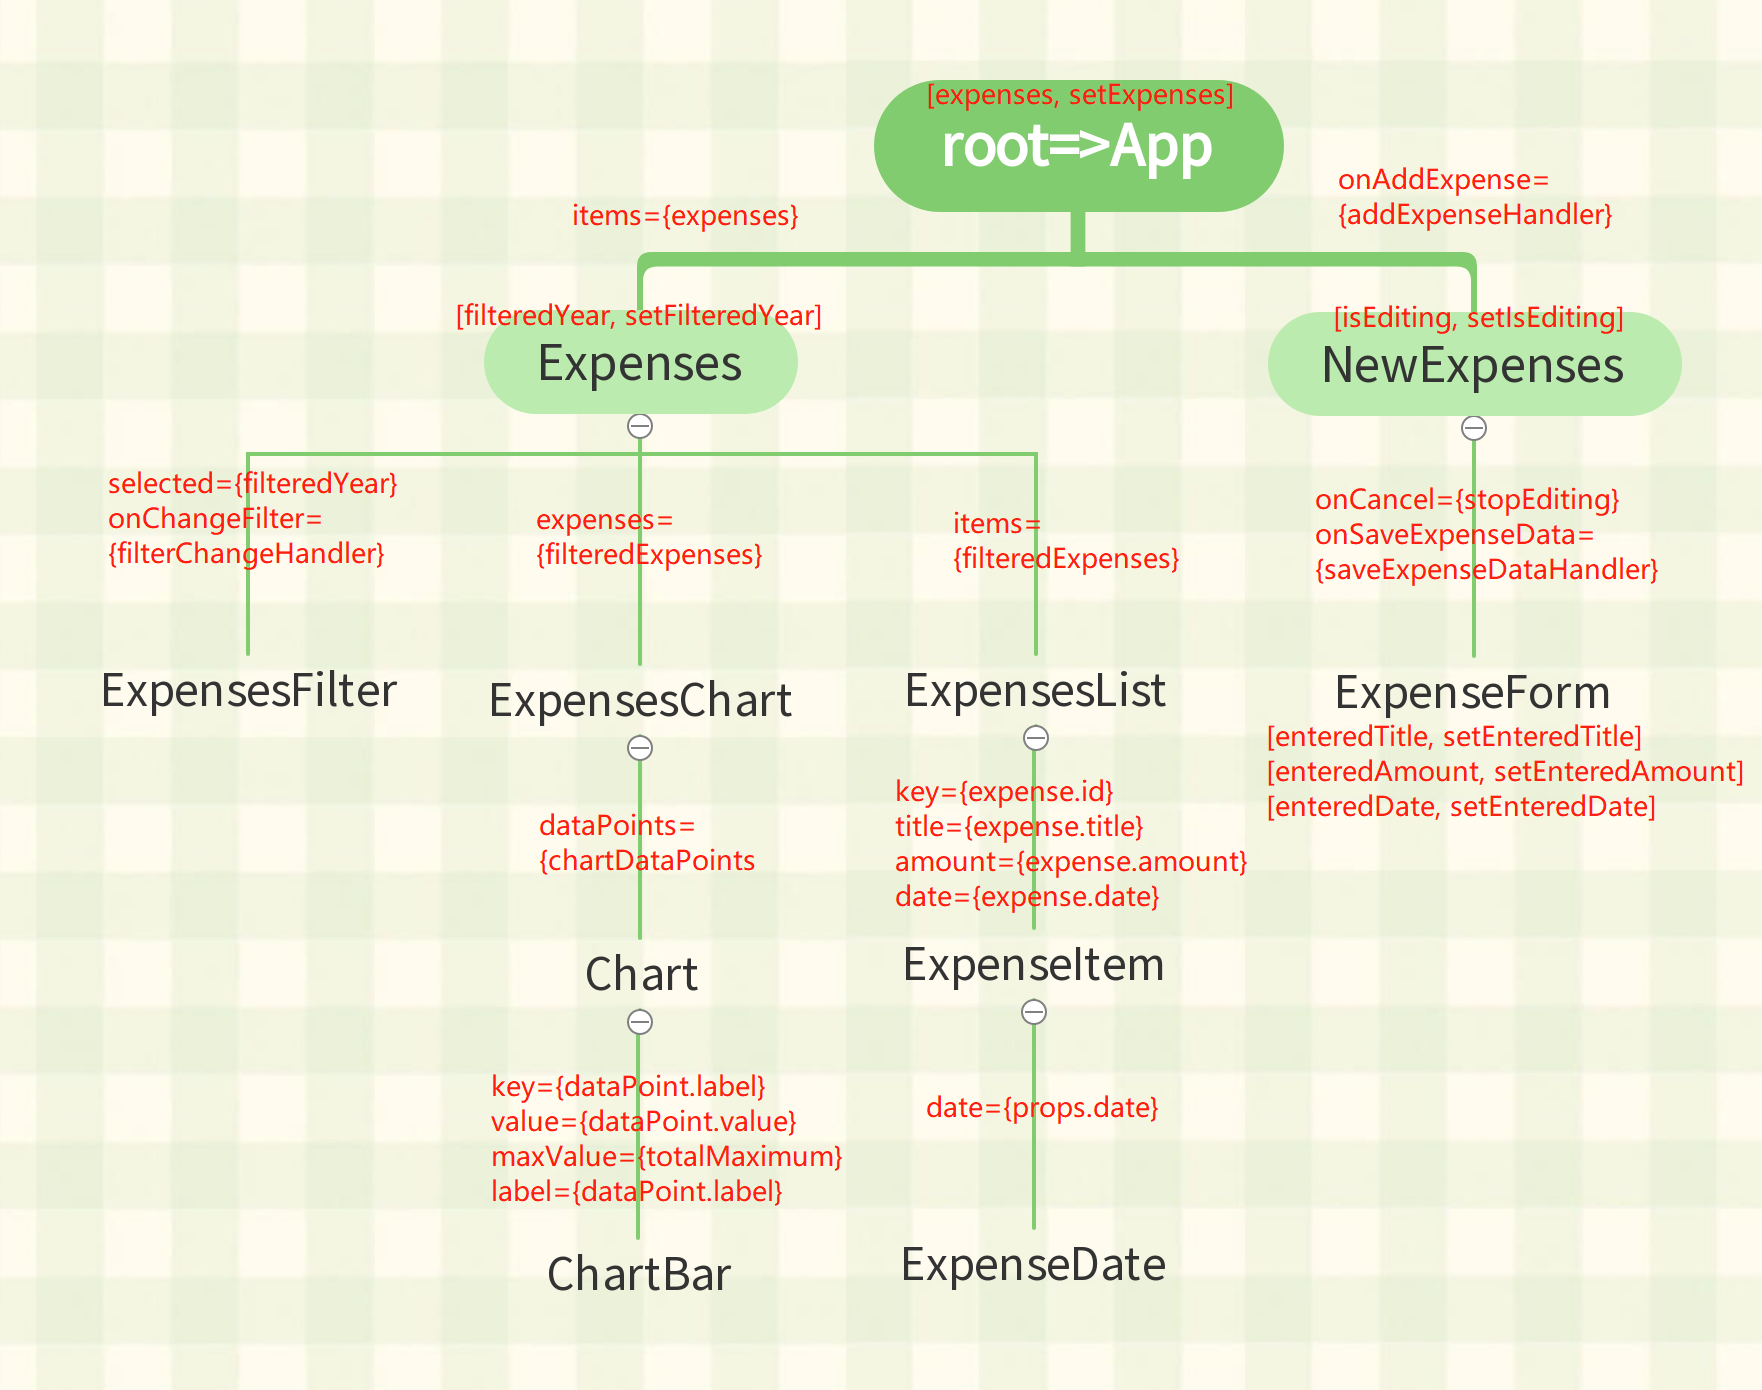 [expenses, setExpenses]
root=>App
onAddExpense=
{addExpenseHandler}
items={expenses}
[filteredYear, setFilteredYear]
Expenses
[isEditing, setIsEditing]
NewExpenses
selected={filteredYear}
onChangeFilter=
{filterChangeHandler}
expenses=
{filteredExpenses}
items=
{filteredExpenses}
onCancel={stopEditing}
onSaveExpenseData=
{saveExpenseDataHandler}
ExpensesFilter
ExpensesChart
ExpensesList
ExpenseForm
[enteredTitle, setEnteredTitle]
[enteredAmount, setEnteredAmount]
[enteredDate, setEnteredDate]
dataPoints=
{chartDataPoints
key={expense.id}
title={expense.title}
amount={expense.amount}
date={expense.date}
Chart
ExpenseItem
key={dataPoint.label}
value={dataPoint.value}
maxValue={totalMaximum}
label={dataPoint.label}
date={props.date}
ChartBar
ExpenseDate